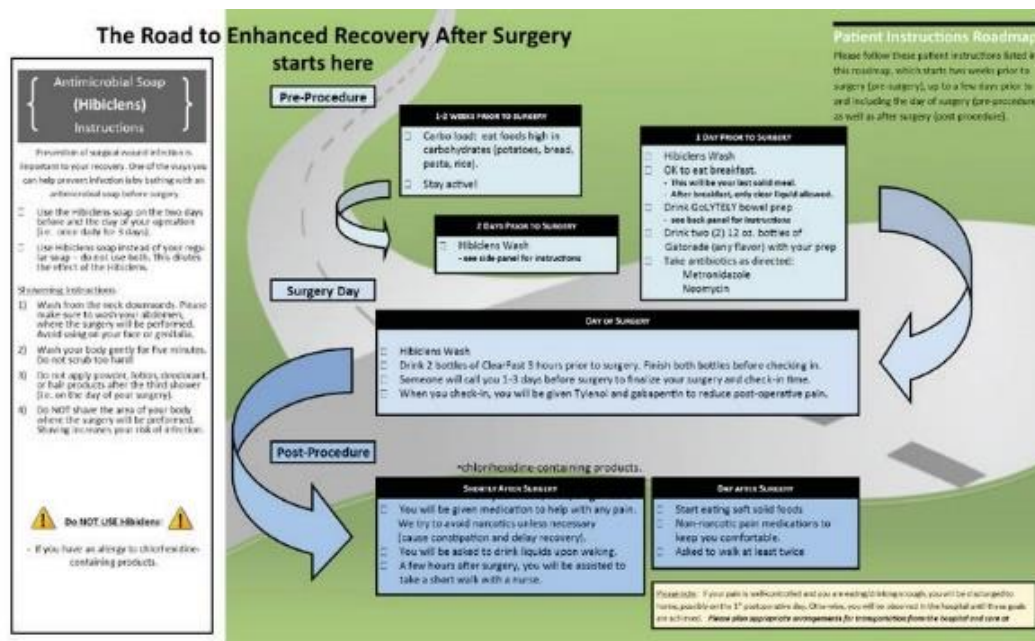 The Road to Enhanced Recovery After Surgery
starts here
Antimicrobial Soap
(Hibiclens)
Instructions
Prevention of surgical wound infection is
important to your recovery. One of the ways you
can help prevent infection is by bathing with an
antimicrobial soap before surgery.
Use the Hibiclens soap on the two days
before and the day of your operation
(i.e. once daily for 3 days).
Use Hibiclens soap instead of your regu-
lar soap – do not use both. This dilutes
the effect of the Hibiclens.
Showering Instructions
1) Wash from the neck downwards. Please
make sure to wash your abdomen,
where the surgery will be performed.
Avoid using on your face or genitalia.
2) Wash your body gently for five minutes.
Do not scrub too hard!
3) Do not apply powder, lotion, deodorant,
or hair products after the third shower
(i.e. on the day of your surgery).
4) Do NOT shave the area of your body
where the surgery will be preformed.
Shaving increases your risk of infection.
Do NOT USE Hibiclens:
- If you have an allergy to chlorhexidine-
containing products.
Patient Instructions Roadmap
Please follow these patient instructions listed in
this roadmap, which starts two weeks prior to
surgery (pre-surgery), up to a few days prior to
and including the day of surgery (pre-procedure)
as well as after surgery (post procedure).
Pre-Procedure
1-2 WEEKS PRIOR TO SURGERY
Carbo load: eat foods high in
carbohydrates (potatoes, bread,
pasta, rice).
Stay active!
2 DAYS PRIOR TO SURGERY
Hibiclens Wash
- see side panel for instructions
1 DAY PRIOR TO SURGERY
Hibiclens Wash
OK to eat breakfast.
- This will be your last solid meal.
- After breakfast, only clear liquid allowed.
Drink GoLYTELY bowel prep
- see back panel for instructions
Drink two (2) 12 oz. bottles of
Gatorade (any flavor) with your prep
Take antibiotics as directed:
Metronidazole
Neomycin
Surgery Day
DAY OF SURGERY
Hibiclens Wash
Drink 2 bottles of ClearFast 3 hours prior to surgery. Finish both bottles before checking in.
Someone will call you 1-3 days before surgery to finalize your surgery and check-in time.
When you check-in, you will be given Tylenol and gabapentin to reduce post-operative pain.
Post-Procedure
•chlorihexidine-containing products.
SHORTLY AFTER SURGERY
You will be given medication to help with any pain.
We try to avoid narcotics unless necessary
(cause constipation and delay recovery).
You will be asked to drink liquids upon waking.
A few hours after surgery, you will be assisted to
take a short walk with a nurse.
DAY AFTER SURGERY
Start eating soft solid foods
Non-narcotic pain medications to
keep you comfortable.
Asked to walk at least twice
Please note: If your pain is well-controlled and you are eating/drinking enough, you will be discharged to
home, possibly on the 1st postoperative day. Otherwise, you will be observed in the hospital until these goals
are achieved. Please plan appropriate arrangements for transportation from the hospital and care at